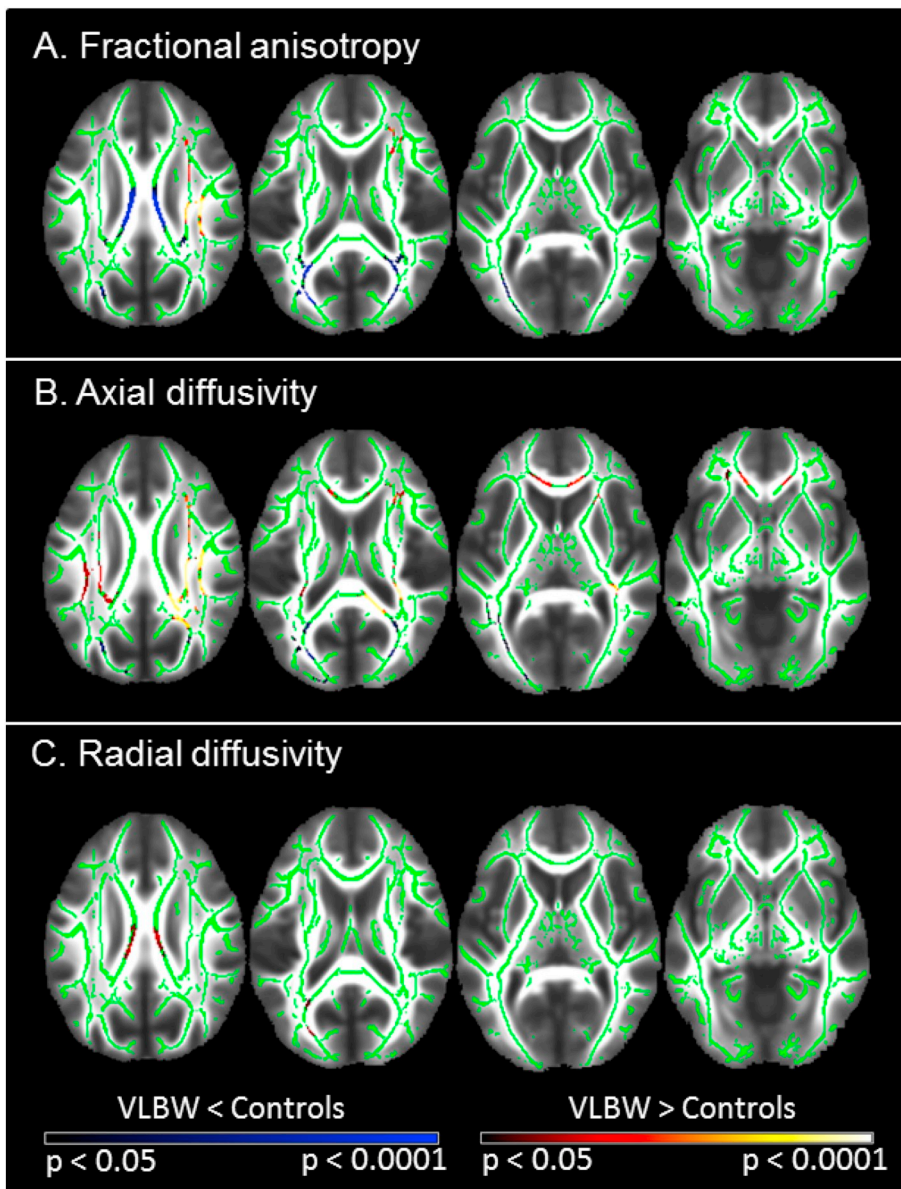 A. Fractional anisotropy
B. Axial diffusivity
C. Radial diffusivity
VLBW < Controls
VLBW > Controls
p < 0.05
p < 0.0001
p < 0.05
p < 0.0001